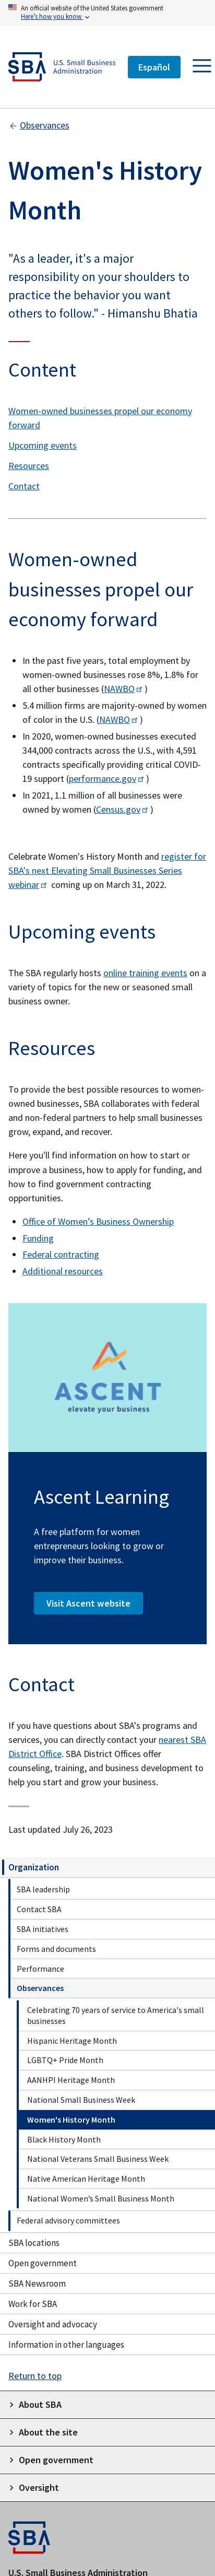 An official website of the United States government
Here's how you know
SBA
U.S. Small Business
Administration
Español
Observances
Women's History
Month
"As a leader, it's a major
responsibility on your shoulders to
practice the behavior you want
others to follow." - Himanshu Bhatia
Content
Women-owned businesses propel our economy
forward
Upcoming events
Resources
Contact
Women-owned
businesses propel our
economy forward
In the past five years, total employment by
women-owned businesses rose 8%, 1.8% for
all other businesses (NAWBO )
5.4 million firms are majority-owned by women
of color in the U.S. (NAWBO )
In 2020, women-owned businesses executed
344,000 contracts across the U.S., with 4,591
contracts specifically providing critical COVID-
19 support (performance.gov )
In 2021, 1.1 million of all businesses were
owned by women (Census.gov )
Celebrate Women's History Month and register for
SBA's next Elevating Small Businesses Series
webinar coming up on March 31, 2022.
Upcoming events
The SBA regularly hosts online training events on a
variety of topics for the new or seasoned small
business owner.
Resources
To provide the best possible resources to women-
owned businesses, SBA collaborates with federal
and non-federal partners to help small businesses
grow, expand, and recover.
Here you'll find information on how to start or
improve a business, how to apply for funding, and
how to find government contracting
opportunities.
Office of Women's Business Ownership
Funding
Federal contracting
Additional resources
ASCENT
elevate your business
Ascent Learning
A free platform for women
entrepreneurs looking to grow or
improve their business.
Visit Ascent website
Contact
If you have questions about SBA's programs and
services, you can directly contact your nearest SBA
District Office. SBA District Offices offer
counseling, training, and business development to
help you start and grow your business.
Last updated July 26, 2023
Organization
SBA leadership
Contact SBA
SBA initiatives
Forms and documents
Performance
Observances
Celebrating 70 years of service to America's small
businesses
Hispanic Heritage Month
LGBTQ+ Pride Month
AANHPI Heritage Month
National Small Business Week
Women's History Month
Black History Month
National Veterans Small Business Week
Native American Heritage Month
National Women's Small Business Month
Federal advisory committees
SBA locations
Open government
SBA Newsroom
Work for SBA
Oversight and advocacy
Information in other languages
Return to top
About SBA
About the site
Open government
Oversight
SBA
U.S. Small Business Administration